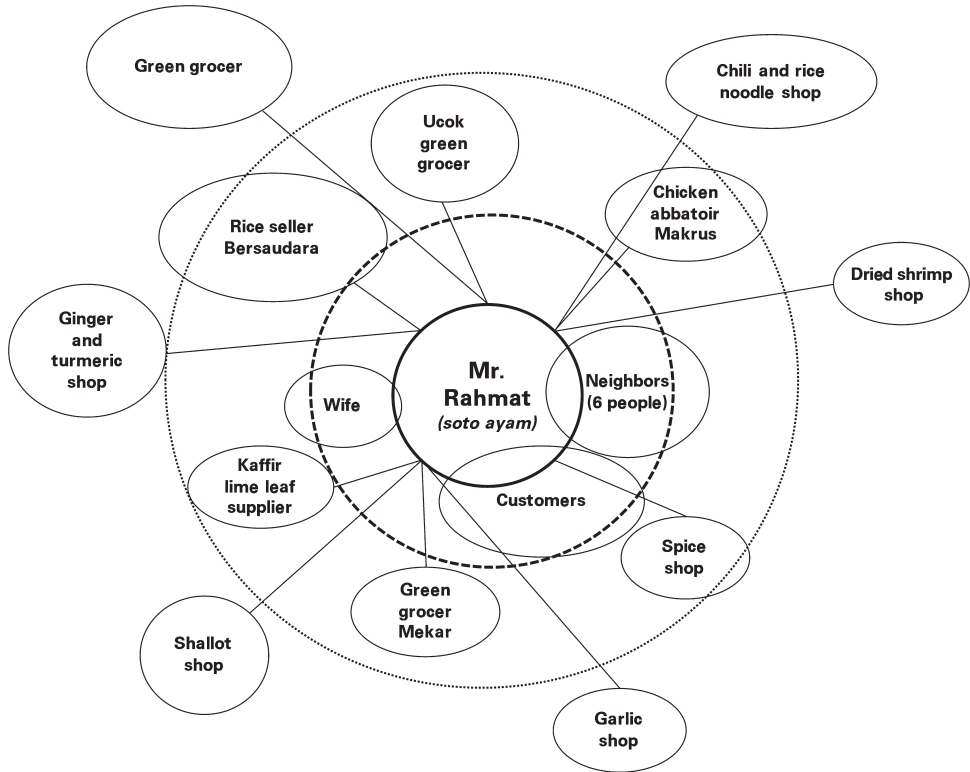 Green grocer
Chili and rice
noodle shop
Ucok
green
grocer
Chicken
abbatoir
Makrus
Rice seller
Bersaudara
Dried shrimp
shop
Ginger
and
turmeric
shop
Mr.
Rahmat
(soto ayam)
Neighbors
(6 people)
Wife
Kaffir
lime leaf
supplier
Customers
Spice
shop
Green
grocer
Mekar
Shallot
shop
Garlic
shop